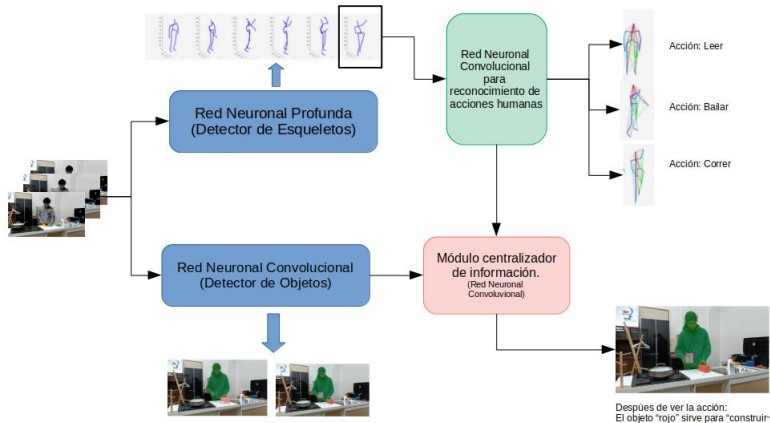 Red Neuronal
Convolucional
para
reconocimiento de
acciones humanas
Acción: Leer
Red Neuronal Profunda
(Detector de Esqueletos)
Acción: Bailar
Acción: Correr
Red Neuronal Convolucional
(Detector de Objetos)
Módulo centralizador
de información.
(Red Neuronal
Convoluvional)
Despúes de ver la acción:
El objeto “rojo” sirve para “construir”